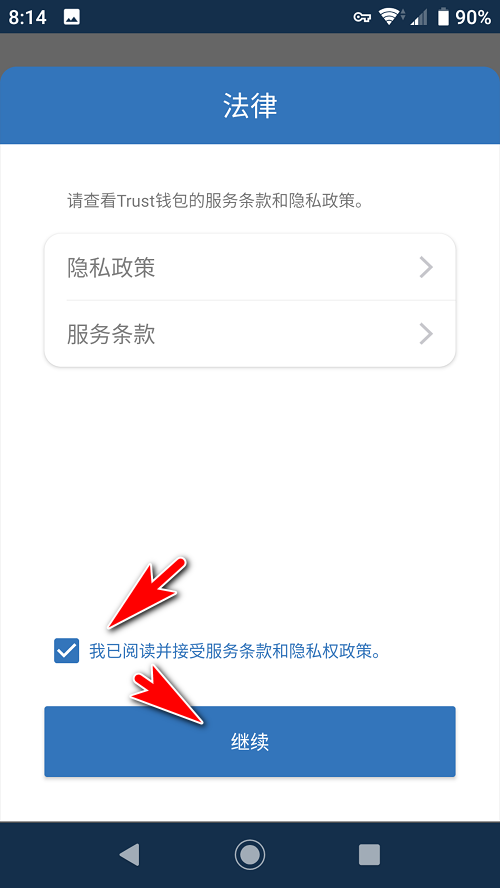 8:14
90%
法律
请查看Trust钱包的服务条款和隐私政策。
隐私政策
服务条款
我已阅读并接受服务条款和隐私权政策。
继续